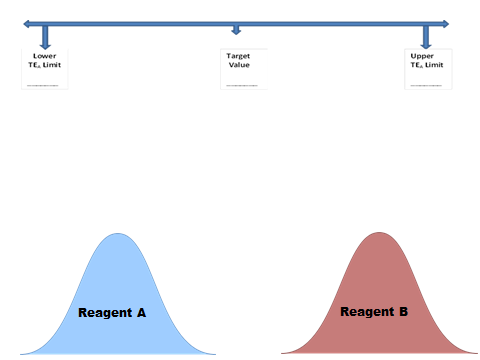 Lower
TEₐ Limit
Target
Value
Upper
TEₐ Limit
Reagent A
Reagent B